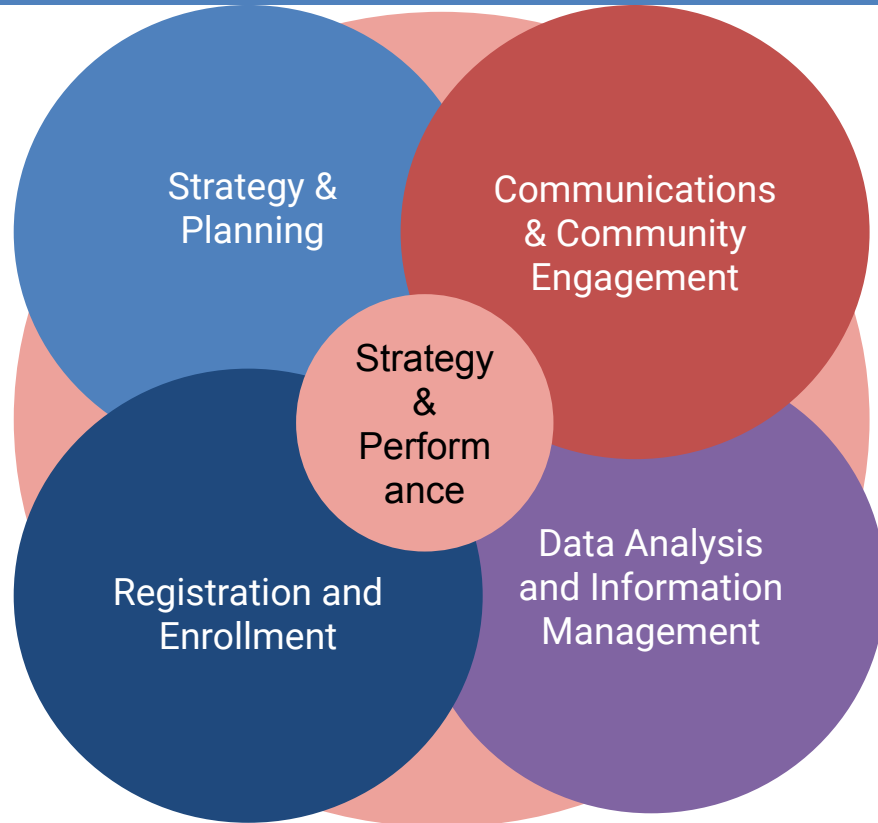 Strategy &
Planning
Communications
& Community
Engagement
Strategy
&
Perform
ance
Registration and
Enrollment
Data Analysis
and Information
Management